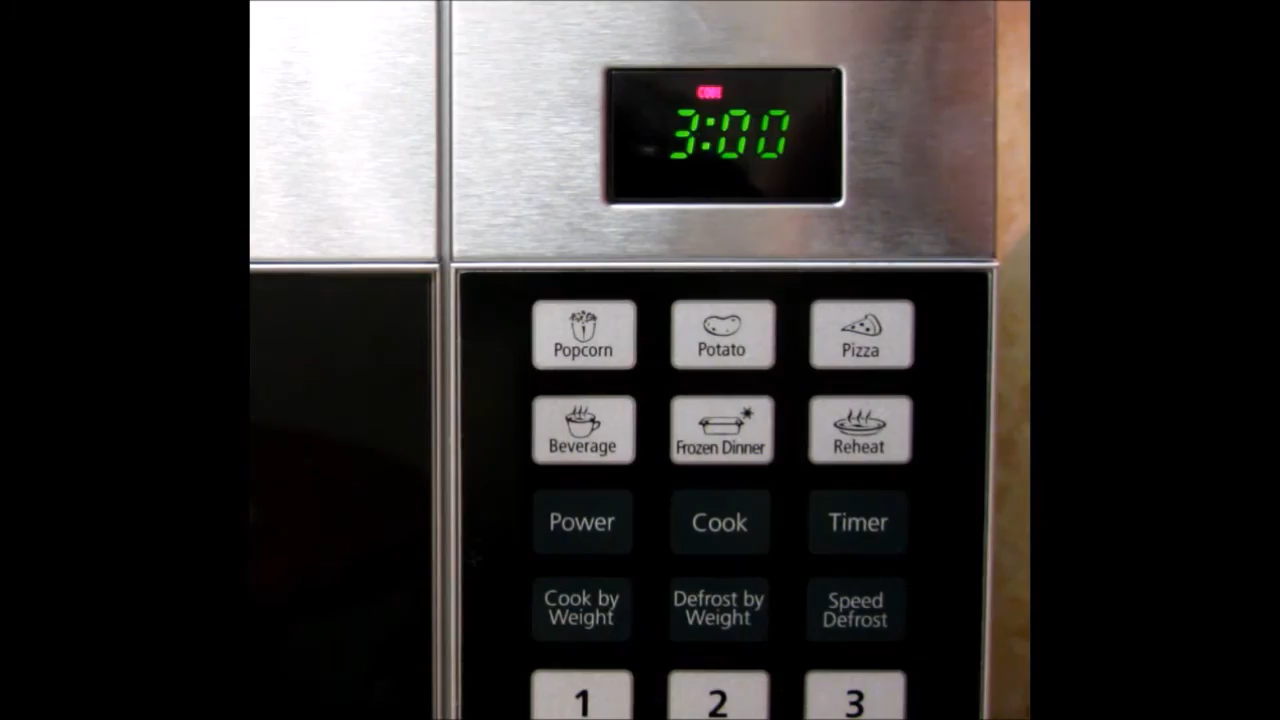 CODE
3:00
Popcorn Potato Pizza
Beverage Frozen Dinner Reheat
Power Cook Timer
Cook by Weight
Defrost by Weight
Speed Defrost
1 2 3